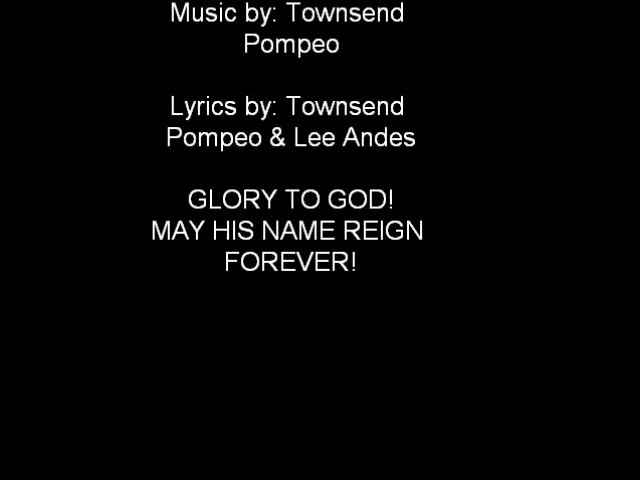 Music by: Townsend
Pompeo
Lyrics by: Townsend
Pompeo & Lee Andes
GLORY TO GOD!
MAY HIS NAME REIGN
FOREVER!